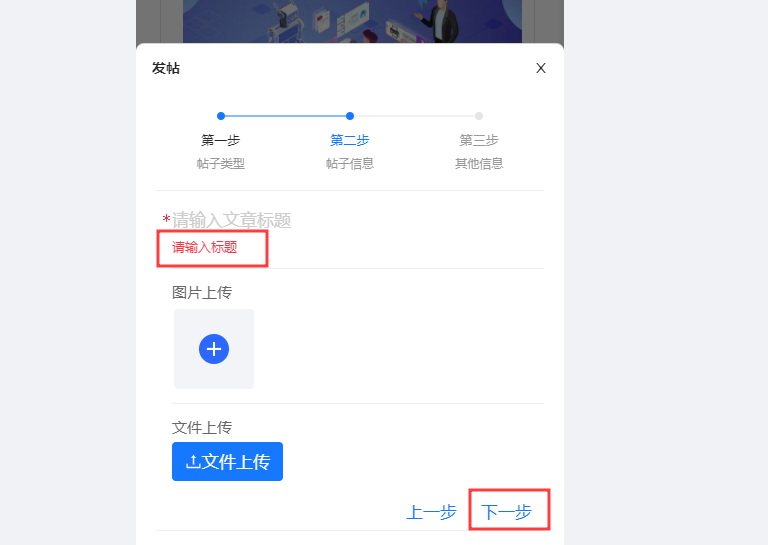 发帖 X
第一步 第二步 第三步
帖子类型 帖子信息 其他信息
*请输入文章标题
请输入标题
图片上传
文件上传
文件上传
上一步 下一步